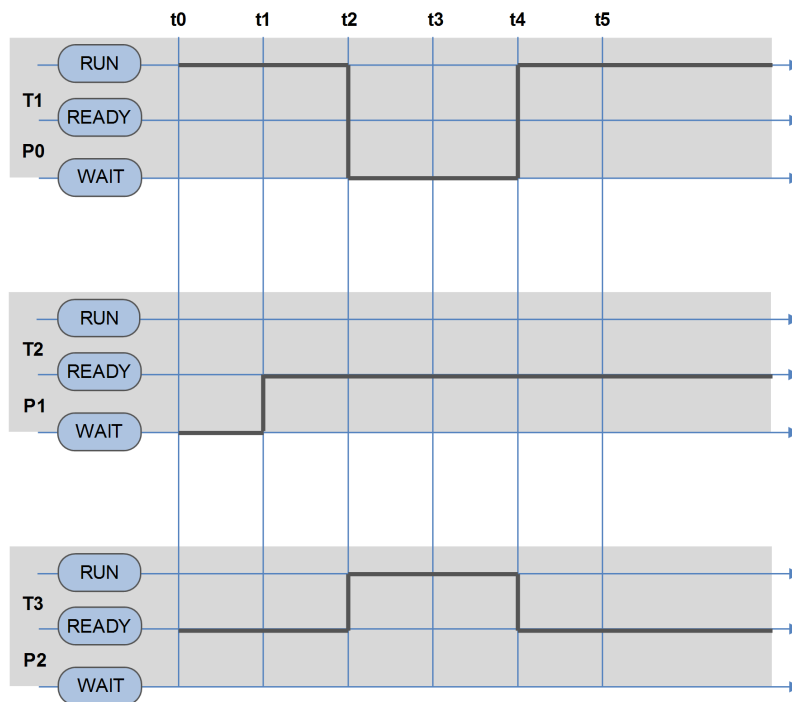 t0 t1 t2 t3 t4 t5
RUN
T1
READY
P0
WAIT
RUN
T2
READY
P1
WAIT
RUN
T3
READY
P2
WAIT